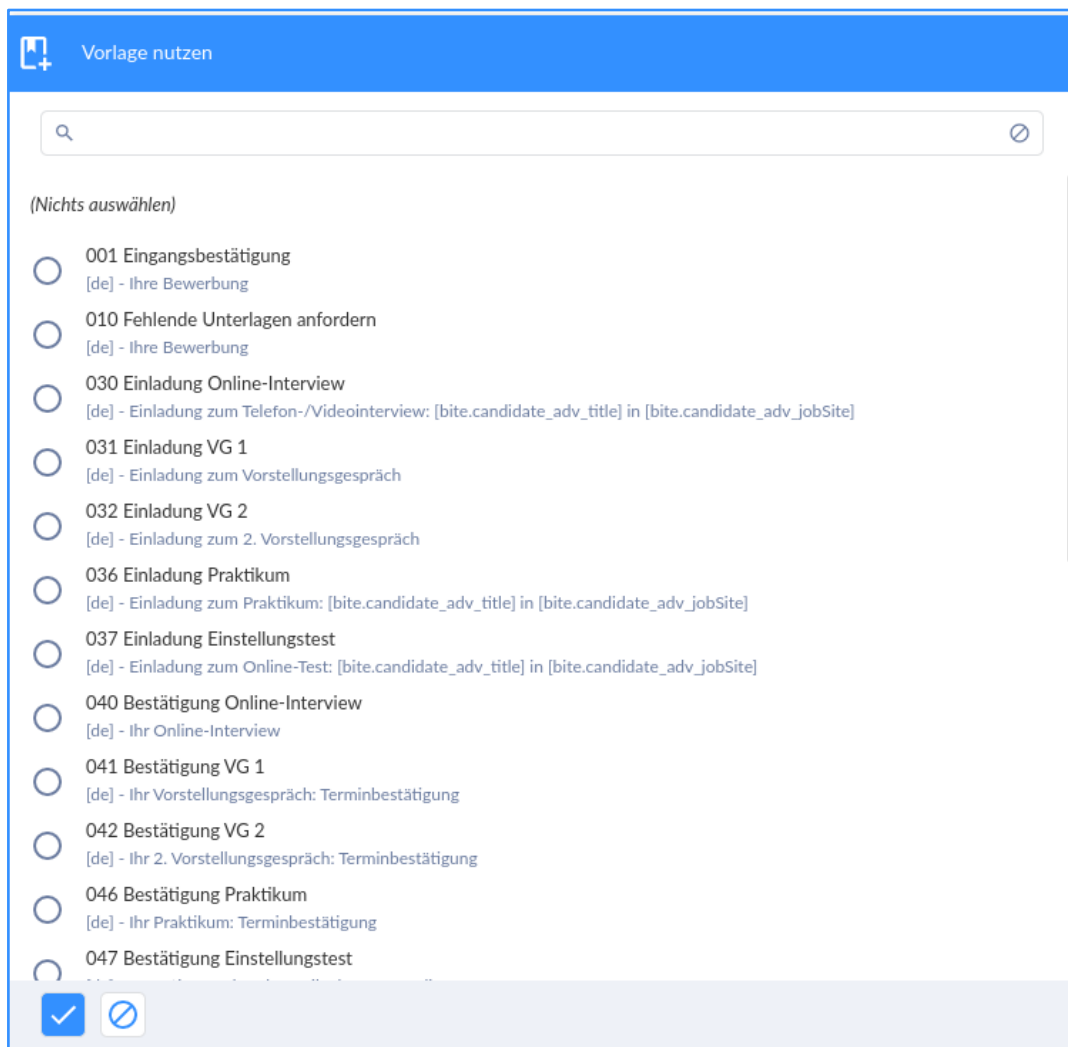 Vorlage nutzen
(Nichts auswählen)
001 Eingangsbestätigung
[de] - Ihre Bewerbung
010 Fehlende Unterlagen anfordern
[de] - Ihre Bewerbung
030 Einladung Online-Interview
[de] - Einladung zum Telefon-/Videointerview: [bite.candidate_adv_title] in [bite.candidate_adv_jobSite]
031 Einladung VG 1
[de] - Einladung zum Vorstellungsgespräch
032 Einladung VG 2
[de] - Einladung zum 2. Vorstellungsgespräch
036 Einladung Praktikum
[de] - Einladung zum Praktikum: [bite.candidate_adv_title] in [bite.candidate_adv_jobSite]
037 Einladung Einstellungstest
[de] - Einladung zum Online-Test: [bite.candidate_adv_title] in [bite.candidate_adv_jobSite]
040 Bestätigung Online-Interview
[de] - Ihr Online-Interview
041 Bestätigung VG 1
[de] - Ihr Vorstellungsgespräch: Terminbestätigung
042 Bestätigung VG 2
[de] - Ihr 2. Vorstellungsgespräch: Terminbestätigung
046 Bestätigung Praktikum
[de] - Ihr Praktikum: Terminbestätigung
047 Bestätigung Einstellungstest